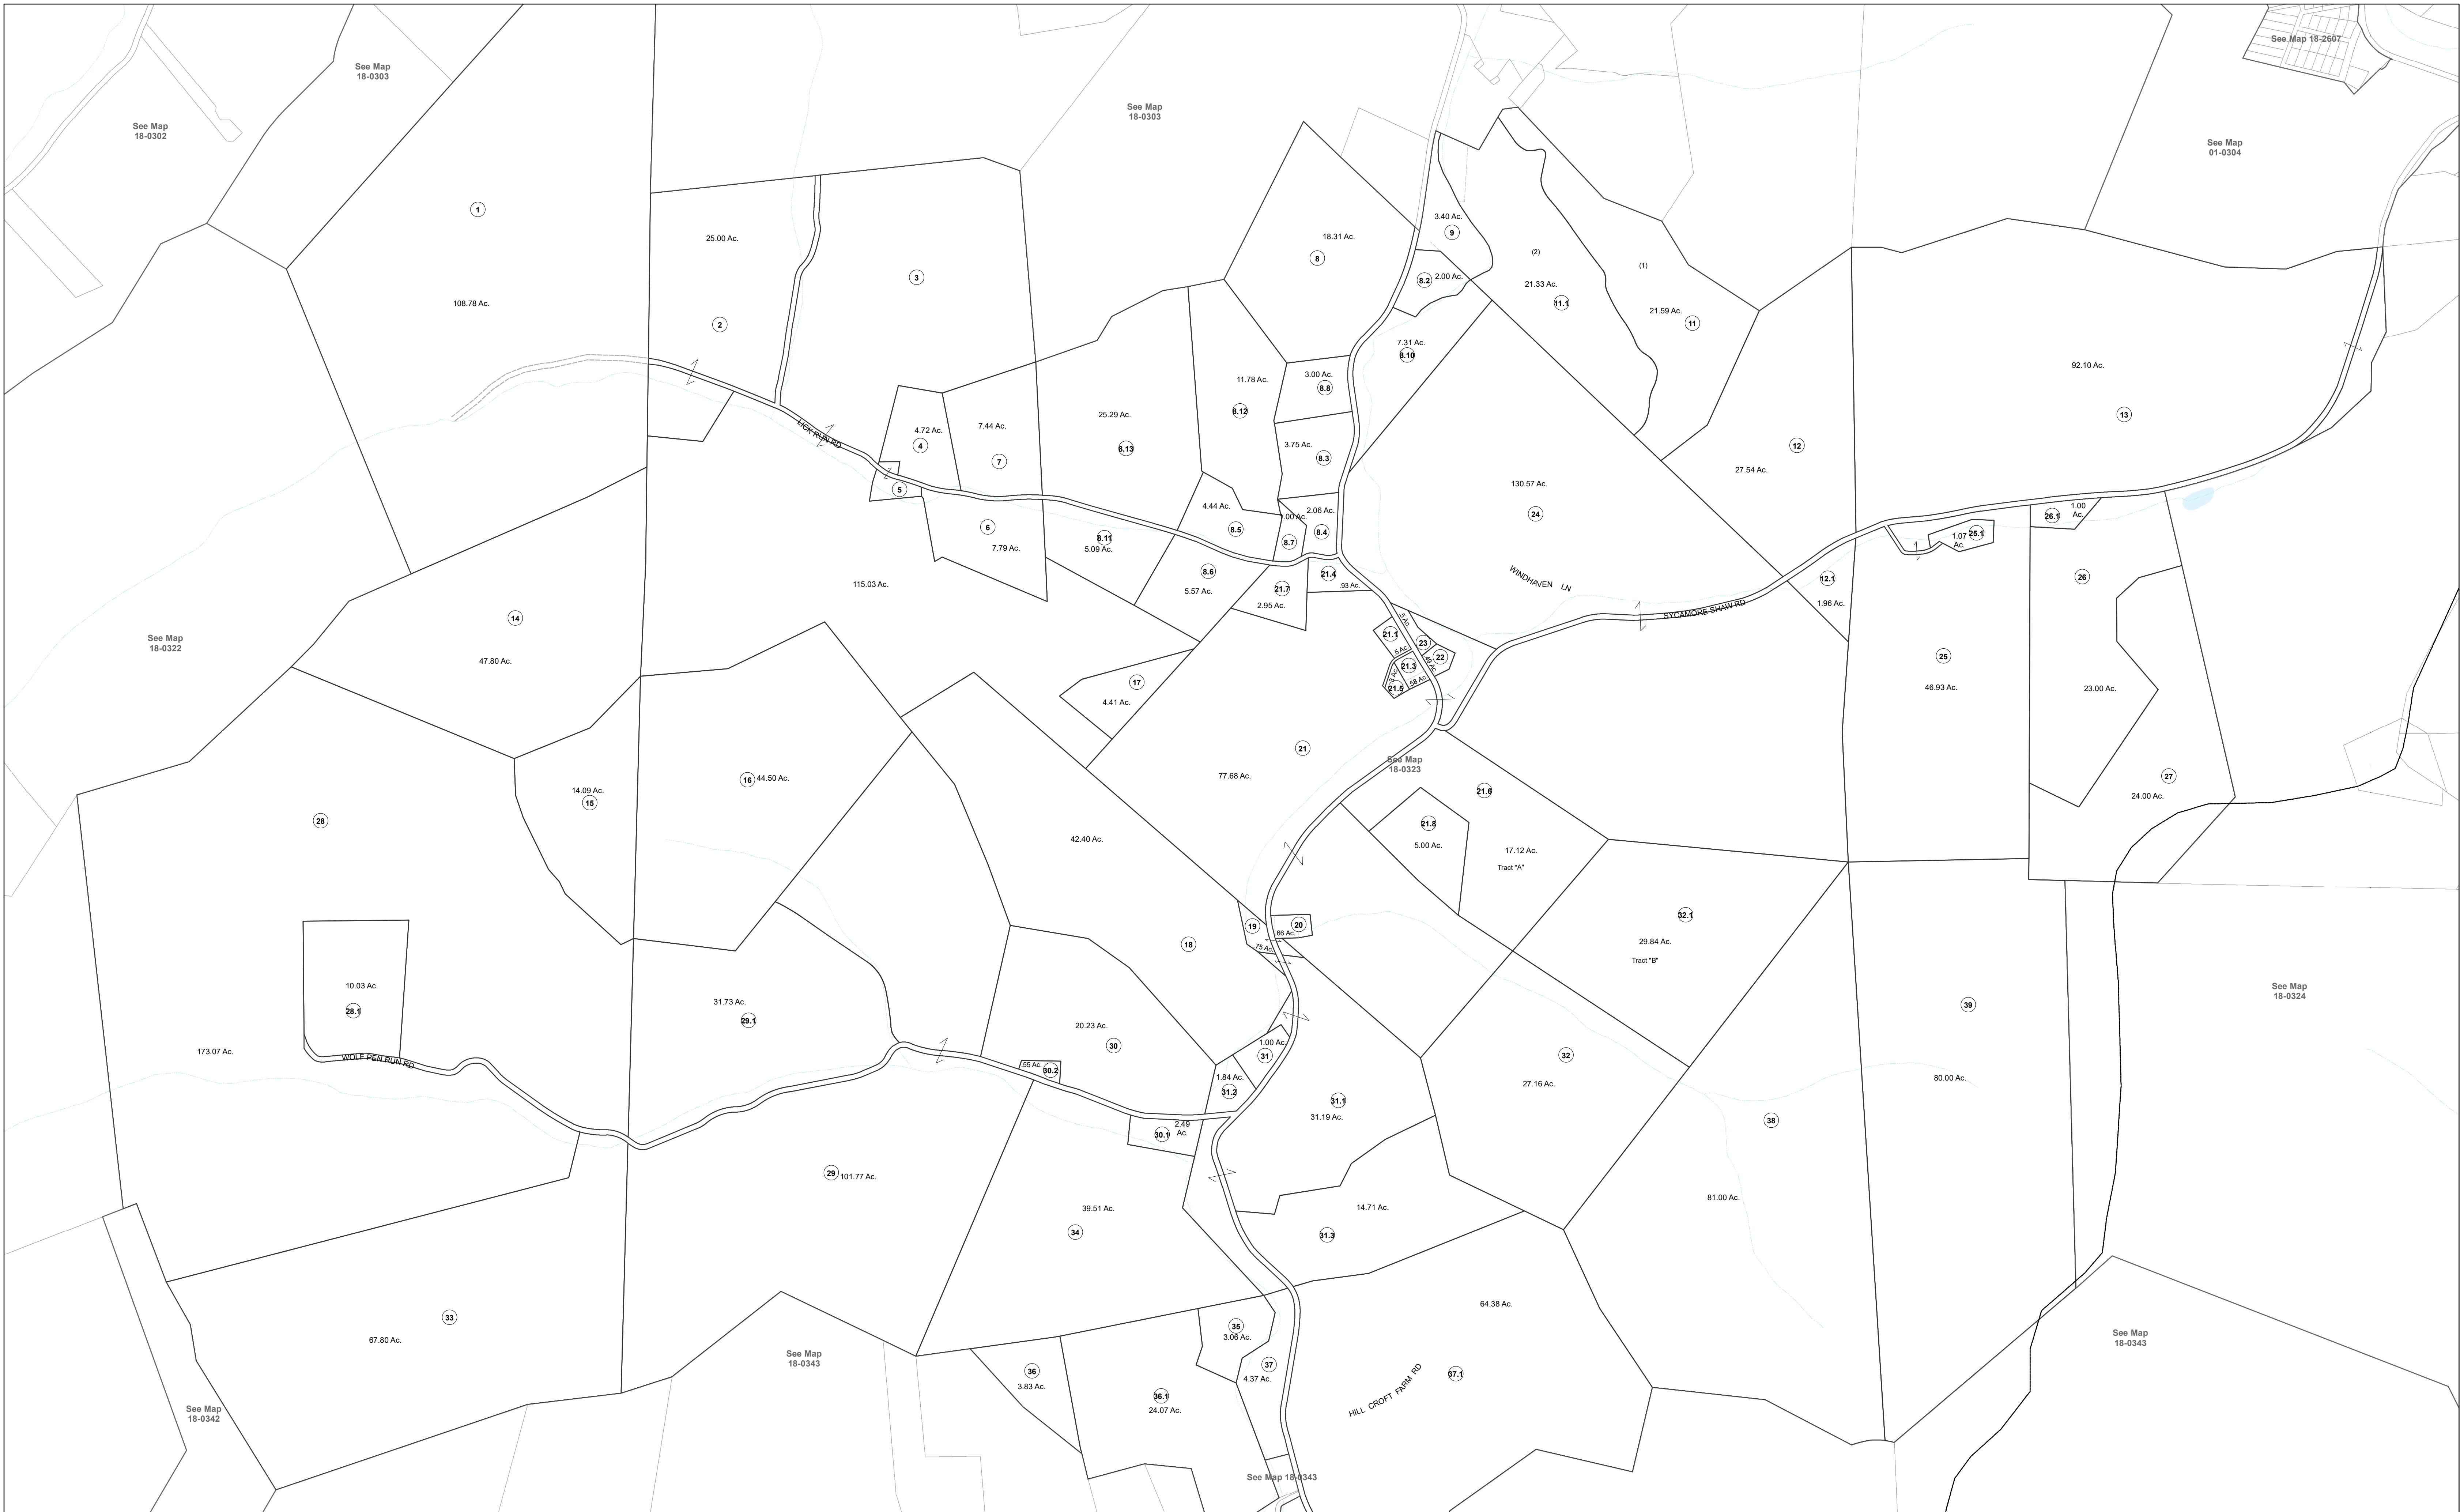 See Map 18-2607
See Map
18-0303
See Map
18-0302
See Map
18-0303
See Map
01-0304
1
108.78 Ac.
25.00 Ac.
2
3
18.31 Ac.
8
3.40 Ac.
9
8.2
2.00 Ac.
(2)
21.33 Ac.
11.1
(1)
21.59 Ac.
11
7.31 Ac.
8.10
92.10 Ac.
13
LICK RUN RD
4.72 Ac.
4
7.44 Ac.
7
25.29 Ac.
8.13
11.78 Ac.
8.12
3.00 Ac.
8.8
3.75 Ac.
8.3
12
27.54 Ac.
5
6
7.79 Ac.
8.11
5.09 Ac.
4.44 Ac.
8.5
.00 Ac.
8.7
2.06 Ac.
8.4
130.57 Ac.
24
26.1
1.00
Ac.
1.07
Ac.
25.1
115.03 Ac.
8.6
5.57 Ac.
21.7
2.95 Ac.
21.4
.93 Ac.
WINDHAVEN LN
SYCAMORE SHAW RD
12.1
1.96 Ac.
26
14
47.80 Ac.
See Map
18-0322
.5 Ac.
21.1
.5 Ac.
23
22
.49 Ac.
21.3
.58 Ac.
21.5
25
46.93 Ac.
23.00 Ac.
17
4.41 Ac.
21
77.68 Ac.
See Map
18-0323
27
24.00 Ac.
16
44.50 Ac.
14.09 Ac.
15
28
42.40 Ac.
21.6
21.8
5.00 Ac.
17.12 Ac.
Tract "A"
19
20
.66 Ac.
.75 Ac.
18
32.1
29.84 Ac.
Tract "B"
10.03 Ac.
28.1
173.07 Ac.
WOLF PEN RUN RD
31.73 Ac.
29.1
20.23 Ac.
30
.55 Ac.
30.2
1.00 Ac.
31
1.84 Ac.
31.2
31.1
31.19 Ac.
32
27.16 Ac.
39
80.00 Ac.
See Map
18-0324
38
81.00 Ac.
30.1
2.49
Ac.
29
101.77 Ac.
39.51 Ac.
34
14.71 Ac.
31.3
33
67.80 Ac.
64.38 Ac.
35
3.06 Ac.
37
4.37 Ac.
See Map
18-0343
36
3.83 Ac.
36.1
24.07 Ac.
HILL CROFT FARM RD
37.1
See Map
18-0343
See Map
18-0342
See Map 18-0343